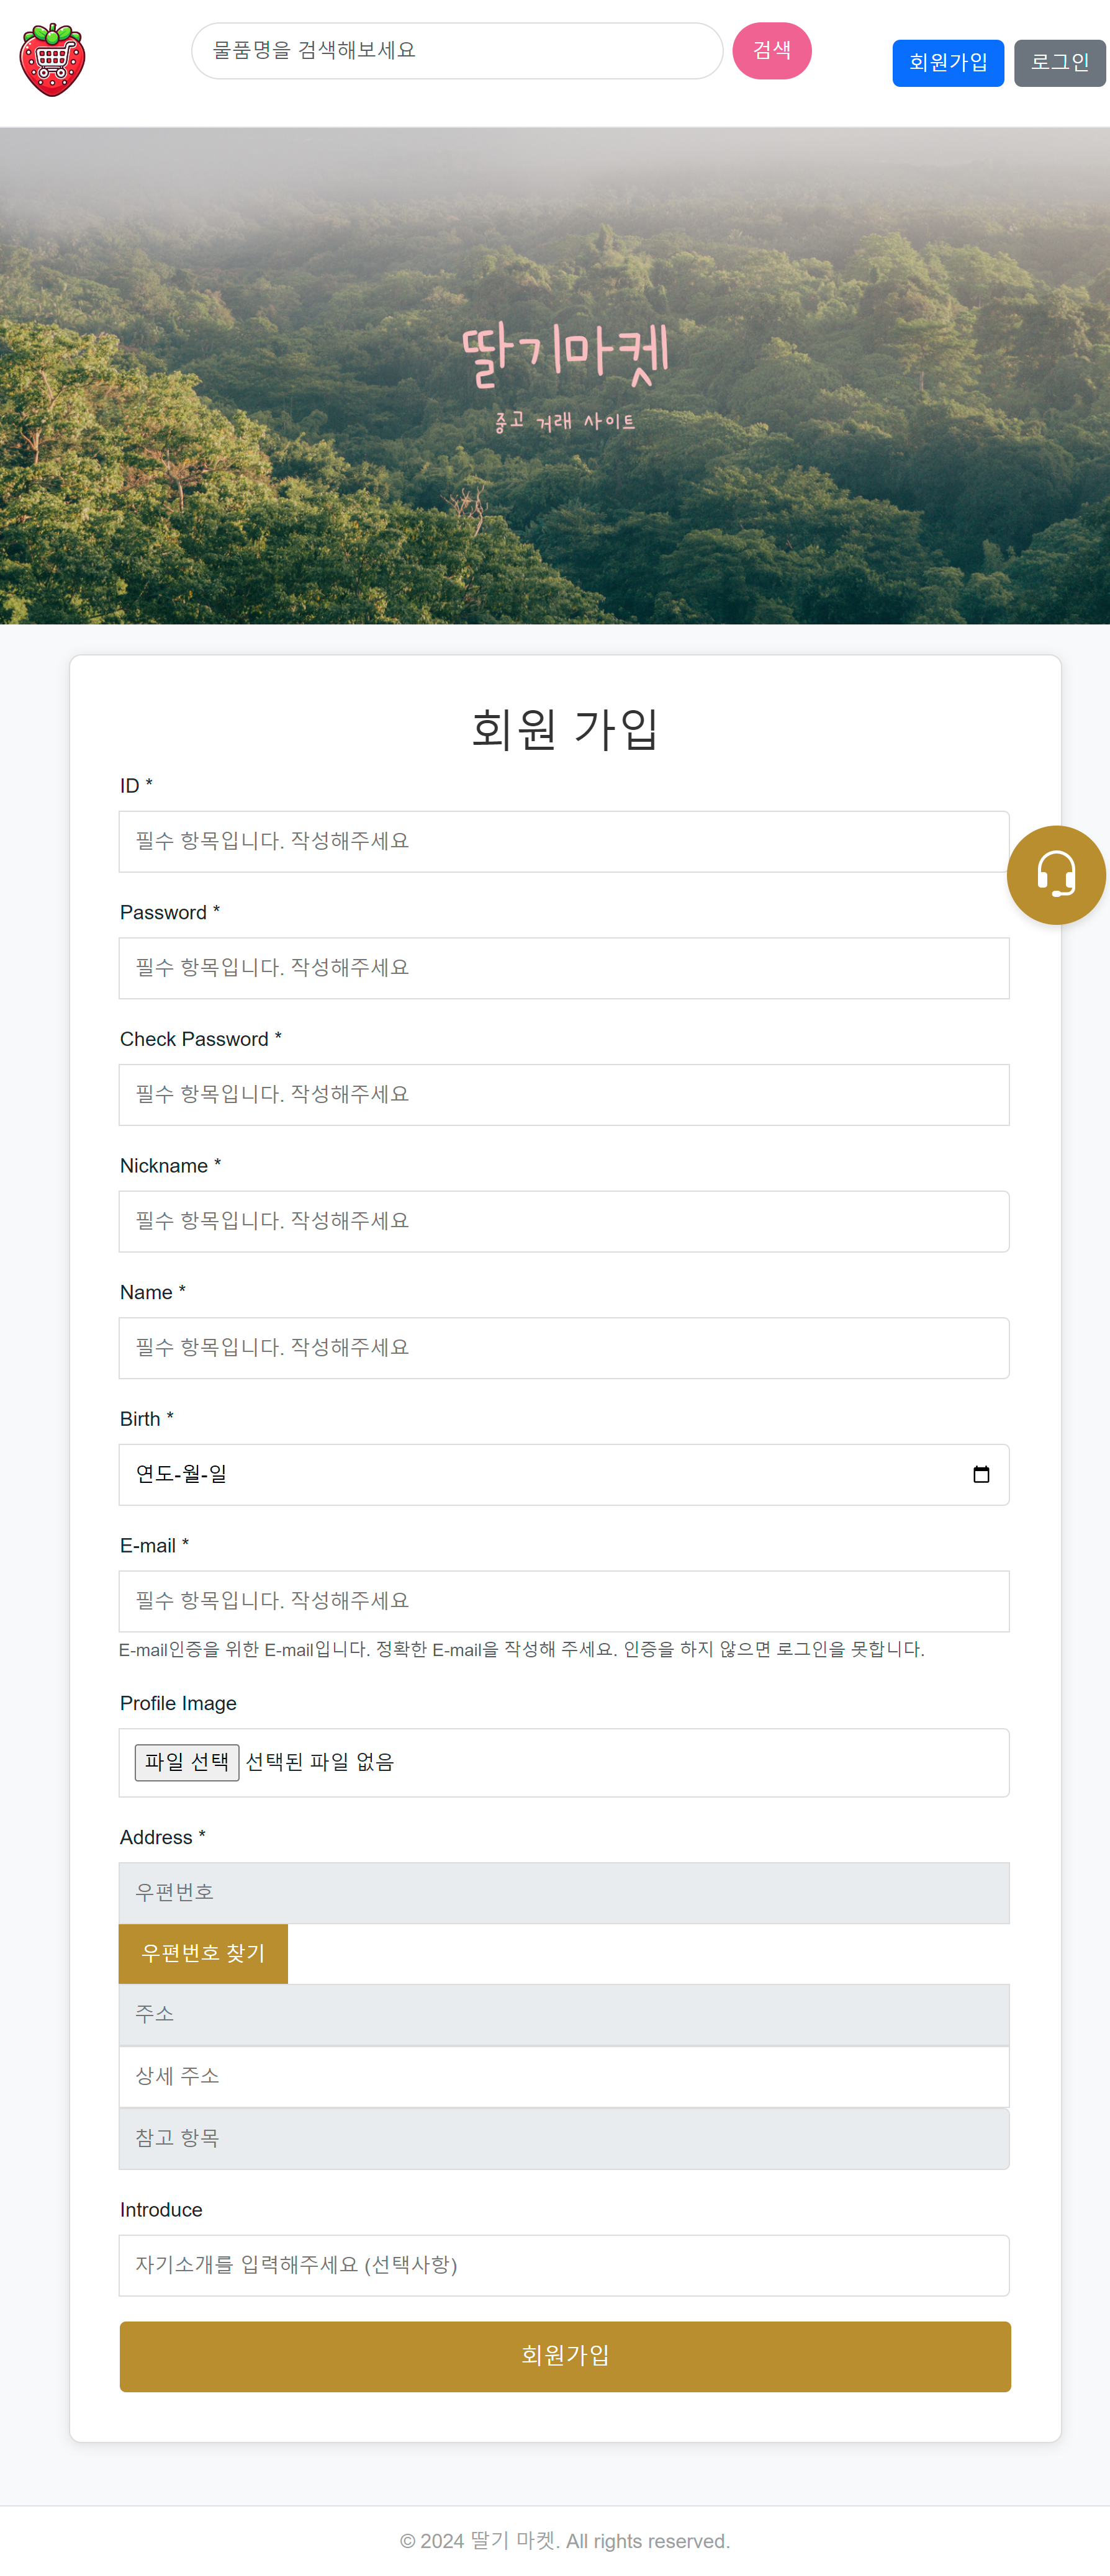 물품명을 검색해보세요
검색
회원가입
로그인
딸기마켓
중고 거래 사이트
회원 가입
ID *
필수 항목입니다. 작성해주세요
Password *
필수 항목입니다. 작성해주세요
Check Password *
필수 항목입니다. 작성해주세요
Nickname *
필수 항목입니다. 작성해주세요
Name *
필수 항목입니다. 작성해주세요
Birth *
연도-월-일
E-mail *
필수 항목입니다. 작성해주세요
E-mail인증을 위한 E-mail입니다. 정확한 E-mail을 작성해 주세요. 인증을 하지 않으면 로그인을 못합니다.
Profile Image
파일 선택 선택된 파일 없음
Address *
우편번호
우편번호 찾기
주소
상세 주소
참고 항목
Introduce
자기소개를 입력해주세요 (선택사항)
회원가입
© 2024 딸기 마켓. All rights reserved.